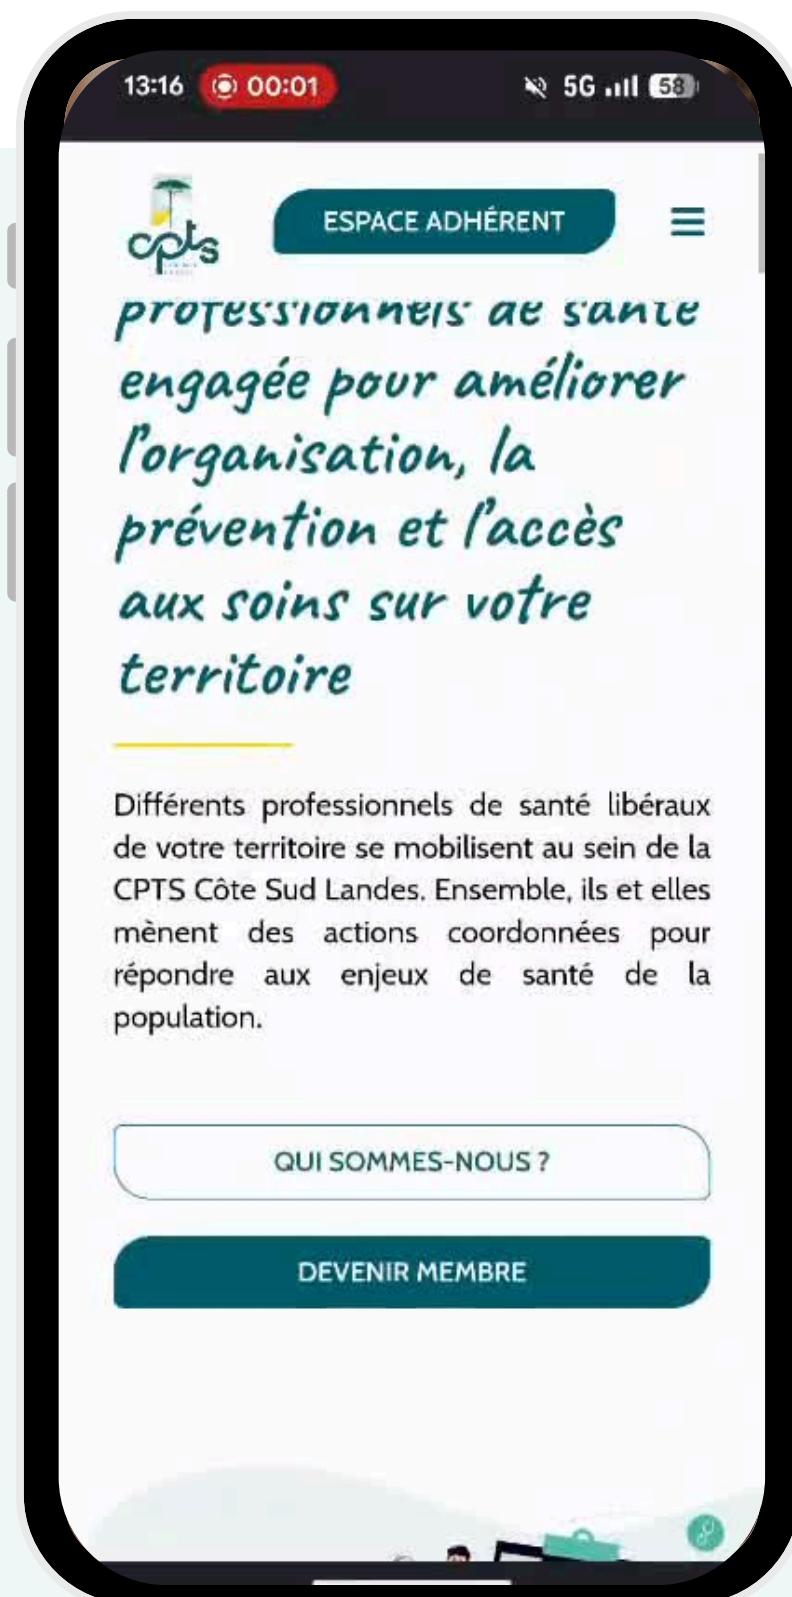 13:16 00:01 5G 58
cpts
ESPACE ADHÉRENT
professionnels de santé
engagée pour améliorer
l'organisation, la
prévention et l'accès
aux soins sur votre
territoire
Différents professionnels de santé libéraux
de votre territoire se mobilisent au sein de la
CPTS Côte Sud Landes. Ensemble, ils et elles
mènent des actions coordonnées pour
répondre aux enjeux de santé de la
population.
QUI SOMMES-NOUS ?
DEVENIR MEMBRE